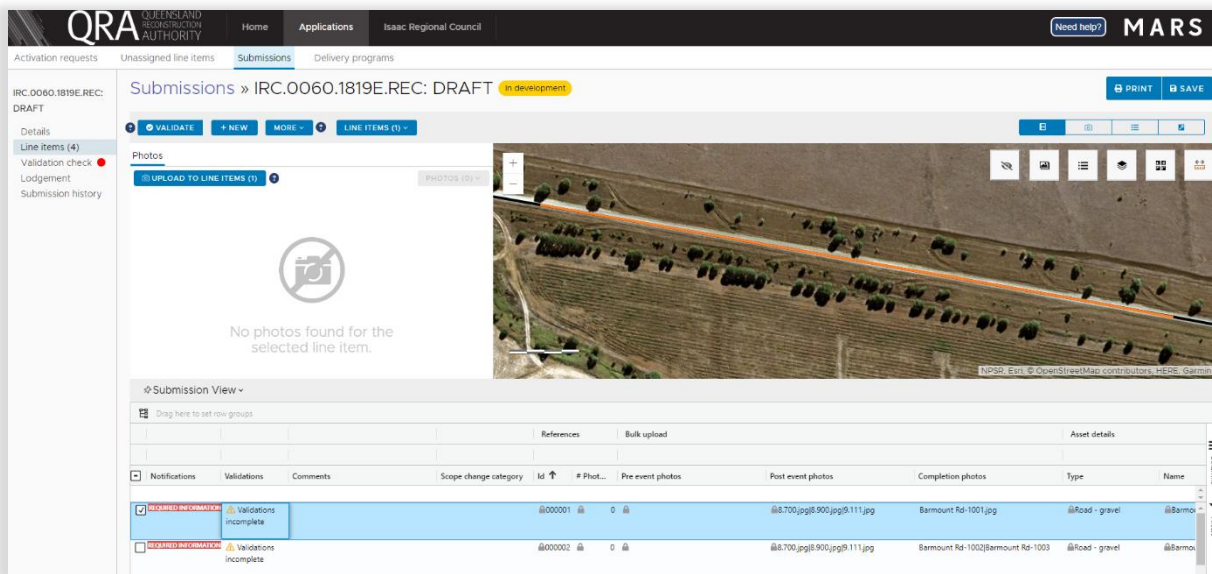 QRA QUEENSLAND RECONSTRUCTION AUTHORITY
Home Applications Isaac Regional Council Need help? MARS
Activation requests Unassigned line items Submissions Delivery programs
IRC.0060.1819E.REC: DRAFT
Details
Line items (4)
Validation check
Lodgement
Submission history
Submissions » IRC.0060.1819E.REC: DRAFT In development PRINT SAVE
VALIDATE + NEW MORE LINE ITEMS (1)
Photos
UPLOAD TO LINE ITEMS (1) PHOTOS (0)
No photos found for the
selected line item.
NPSR, Esri, © OpenStreetMap contributors, HERE, Garmin
Submission View
Drag here to set row groups
References Bulk upload Asset details
Notifications Validations Comments Scope change category Id # Phot... Pre event photos Post event photos Completion photos Type Name
REQUIRED INFORMATION Validations incomplete 000001 0 8.700.jpg|8.900.jpg|9.111.jpg Barmount Rd-1001.jpg Road - gravel Barmo
REQUIRED INFORMATION Validations incomplete 000002 0 8.700.jpg|8.900.jpg|9.111.jpg Barmount Rd-1002|Barmount Rd-1003 Road - gravel Barmou